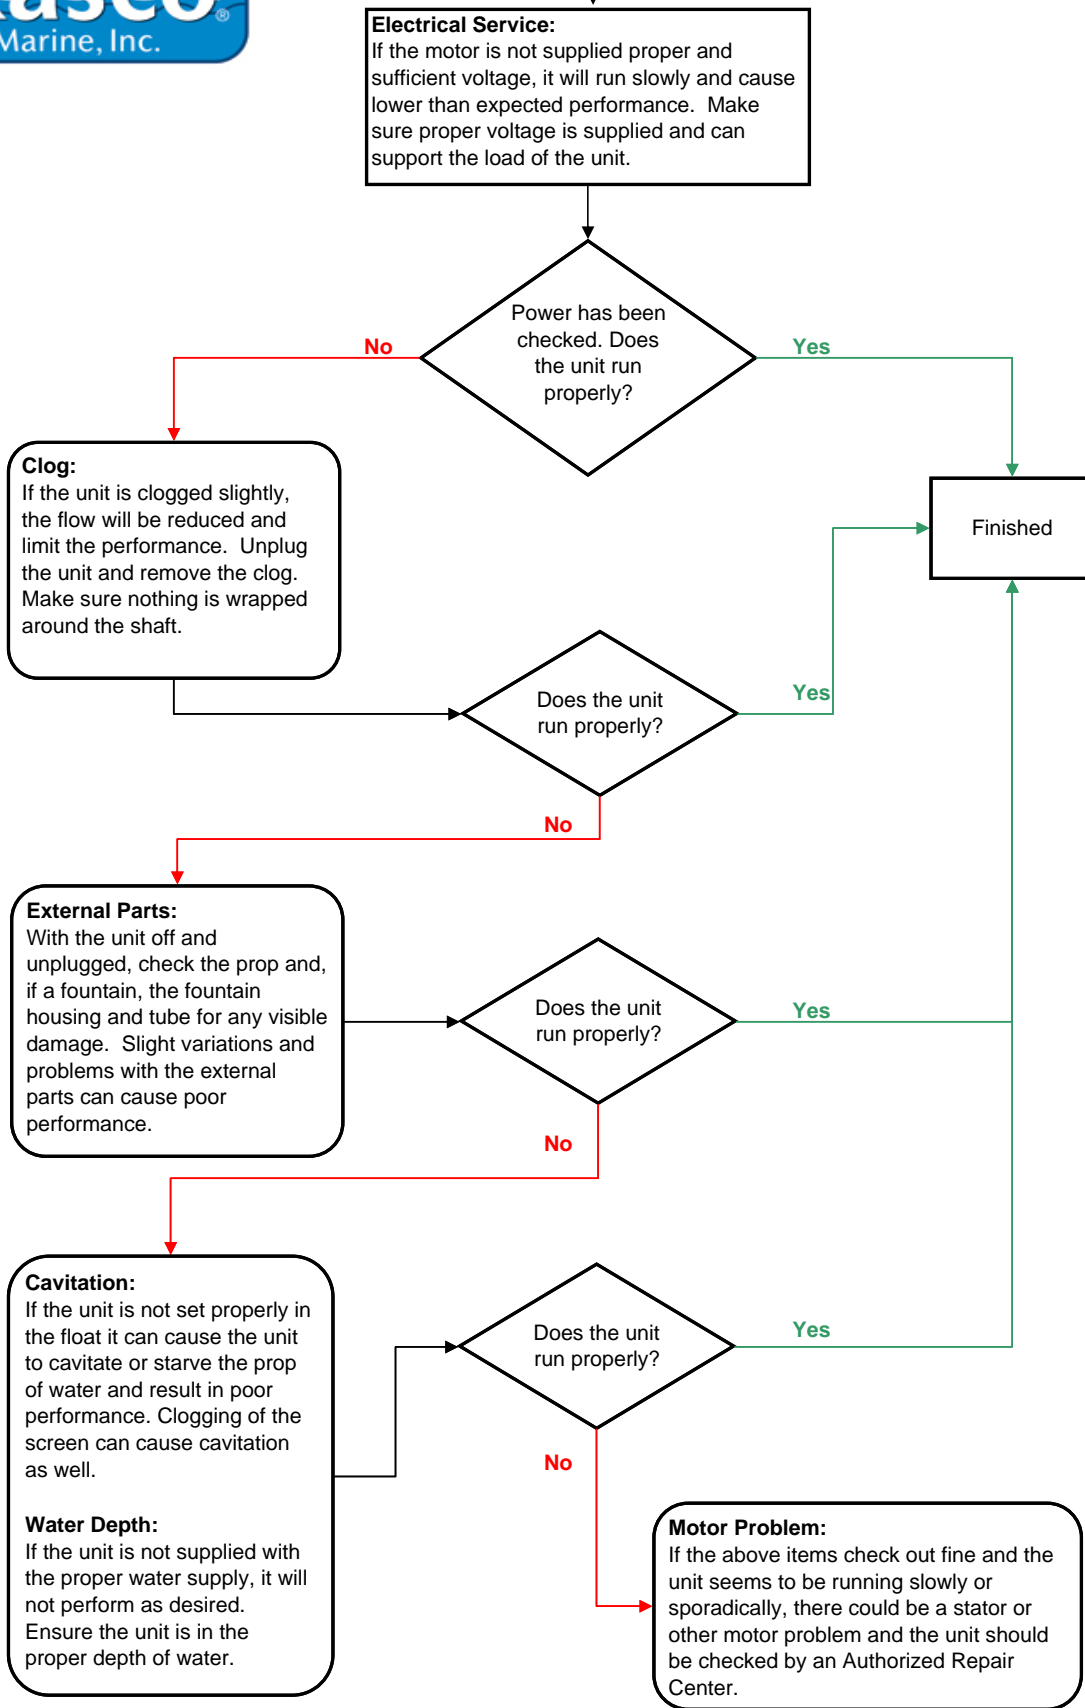 Marine, Inc.
Electrical Service:
If the motor is not supplied proper and
sufficient voltage, it will run slowly and cause
lower than expected performance.  Make
sure proper voltage is supplied and can
support the load of the unit.
Power has been
checked. Does
the unit run
properly?
No
Yes
Clog:
If the unit is clogged slightly,
the flow will be reduced and
limit the performance.  Unplug
the unit and remove the clog.
Make sure nothing is wrapped
around the shaft.
Finished
Does the unit
run properly?
Yes
No
External Parts:
With the unit off and
unplugged, check the prop and,
if a fountain, the fountain
housing and tube for any visible
damage.  Slight variations and
problems with the external
parts can cause poor
performance.
Does the unit
run properly?
Yes
No
Cavitation:
If the unit is not set properly in
the float it can cause the unit
to cavitate or starve the prop
of water and result in poor
performance. Clogging of the
screen can cause cavitation
as well.
Water Depth:
If the unit is not supplied with
the proper water supply, it will
not perform as desired.
Ensure the unit is in the
proper depth of water.
Does the unit
run properly?
Yes
No
Motor Problem:
If the above items check out fine and the
unit seems to be running slowly or
sporadically, there could be a stator or
other motor problem and the unit should
be checked by an Authorized Repair
Center.